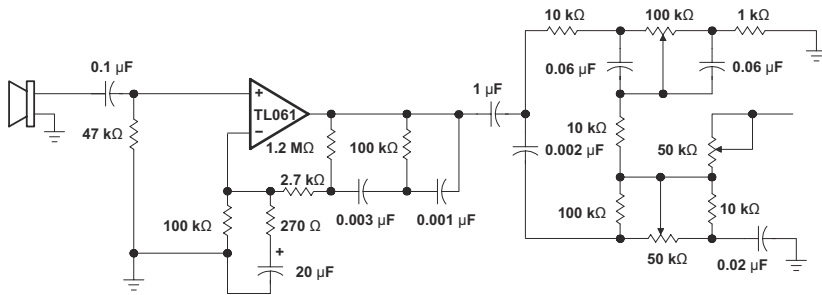 10 kΩ
100 kΩ
1 kΩ
0.1 µF
0.06 µF
0.06 µF
1 µF
+
TL061
−
47 kΩ
1.2 MΩ
100 kΩ
10 kΩ
0.002 µF
50 kΩ
2.7 kΩ
0.003 µF
0.001 µF
100 kΩ
270 Ω
100 kΩ
10 kΩ
+
20 µF
50 kΩ
0.02 µF